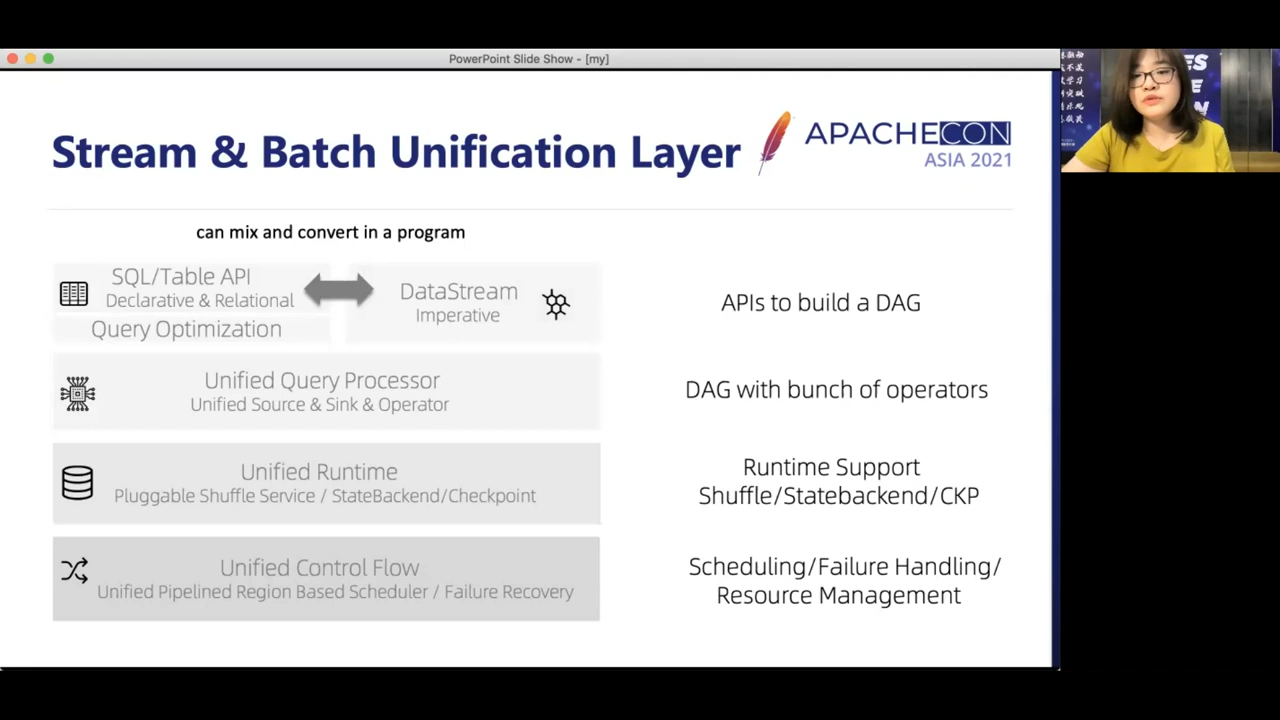 PowerPoint Slide Show - [my]
Stream & Batch Unification Layer
APACHECON
ASIA 2021
can mix and convert in a program
SQL/Table API
Declarative & Relational
Query Optimization
DataStream
Imperative
APIs to build a DAG
Unified Query Processor
Unified Source & Sink & Operator
DAG with bunch of operators
Unified Runtime
Pluggable Shuffle Service / StateBackend/Checkpoint
Runtime Support
Shuffle/Statebackend/CKP
Unified Control Flow
Unified Pipelined Region Based Scheduler / Failure Recovery
Scheduling/Failure Handling/
Resource Management